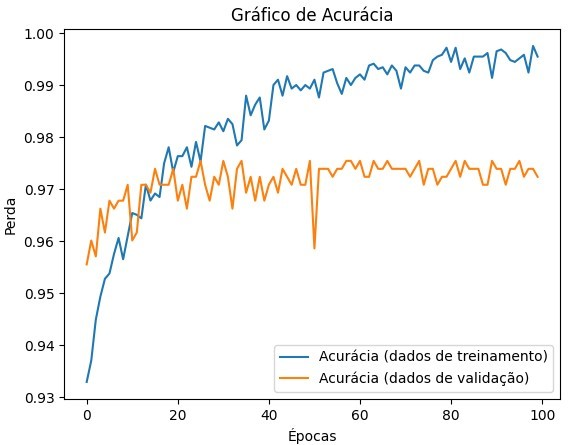 Gráfico de Acurácia
1.00
0.99
0.98
0.97
0.96
0.95
0.94
0.93
Perda
0
20
40
60
80
100
Épocas
Acurácia (dados de treinamento)
Acurácia (dados de validação)